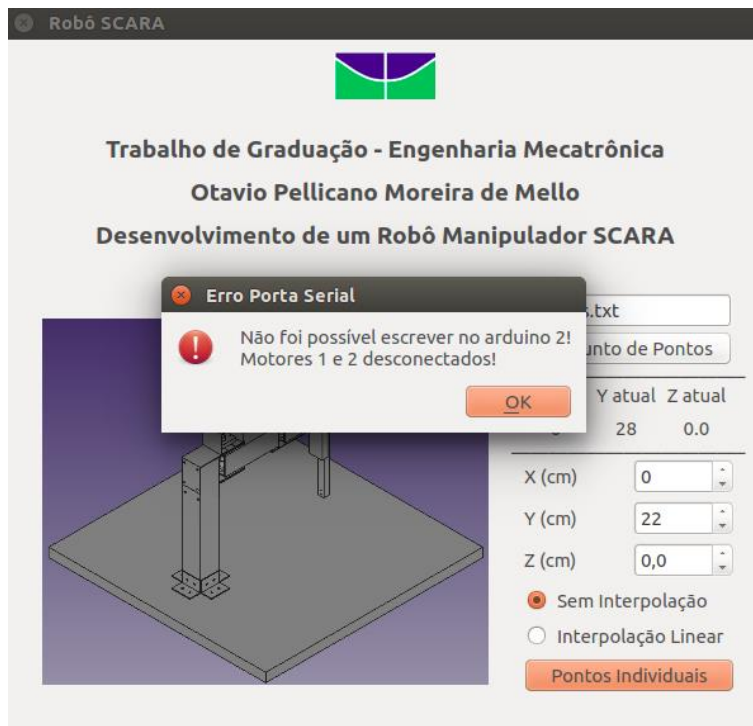 Robô SCARA
Trabalho de Graduação - Engenharia Mecatrônica
Otavio Pellicano Moreira de Mello
Desenvolvimento de um Robô Manipulador SCARA
Erro Porta Serial
Não foi possível escrever no arduino 2!
Motores 1 e 2 desconectados!
OK
.txt
de Pontos
Y atual Z atual
28 0.0
X (cm) 0
Y (cm) 22
Z (cm) 0,0
Sem Interpolação
Interpolação Linear
Pontos Individuais